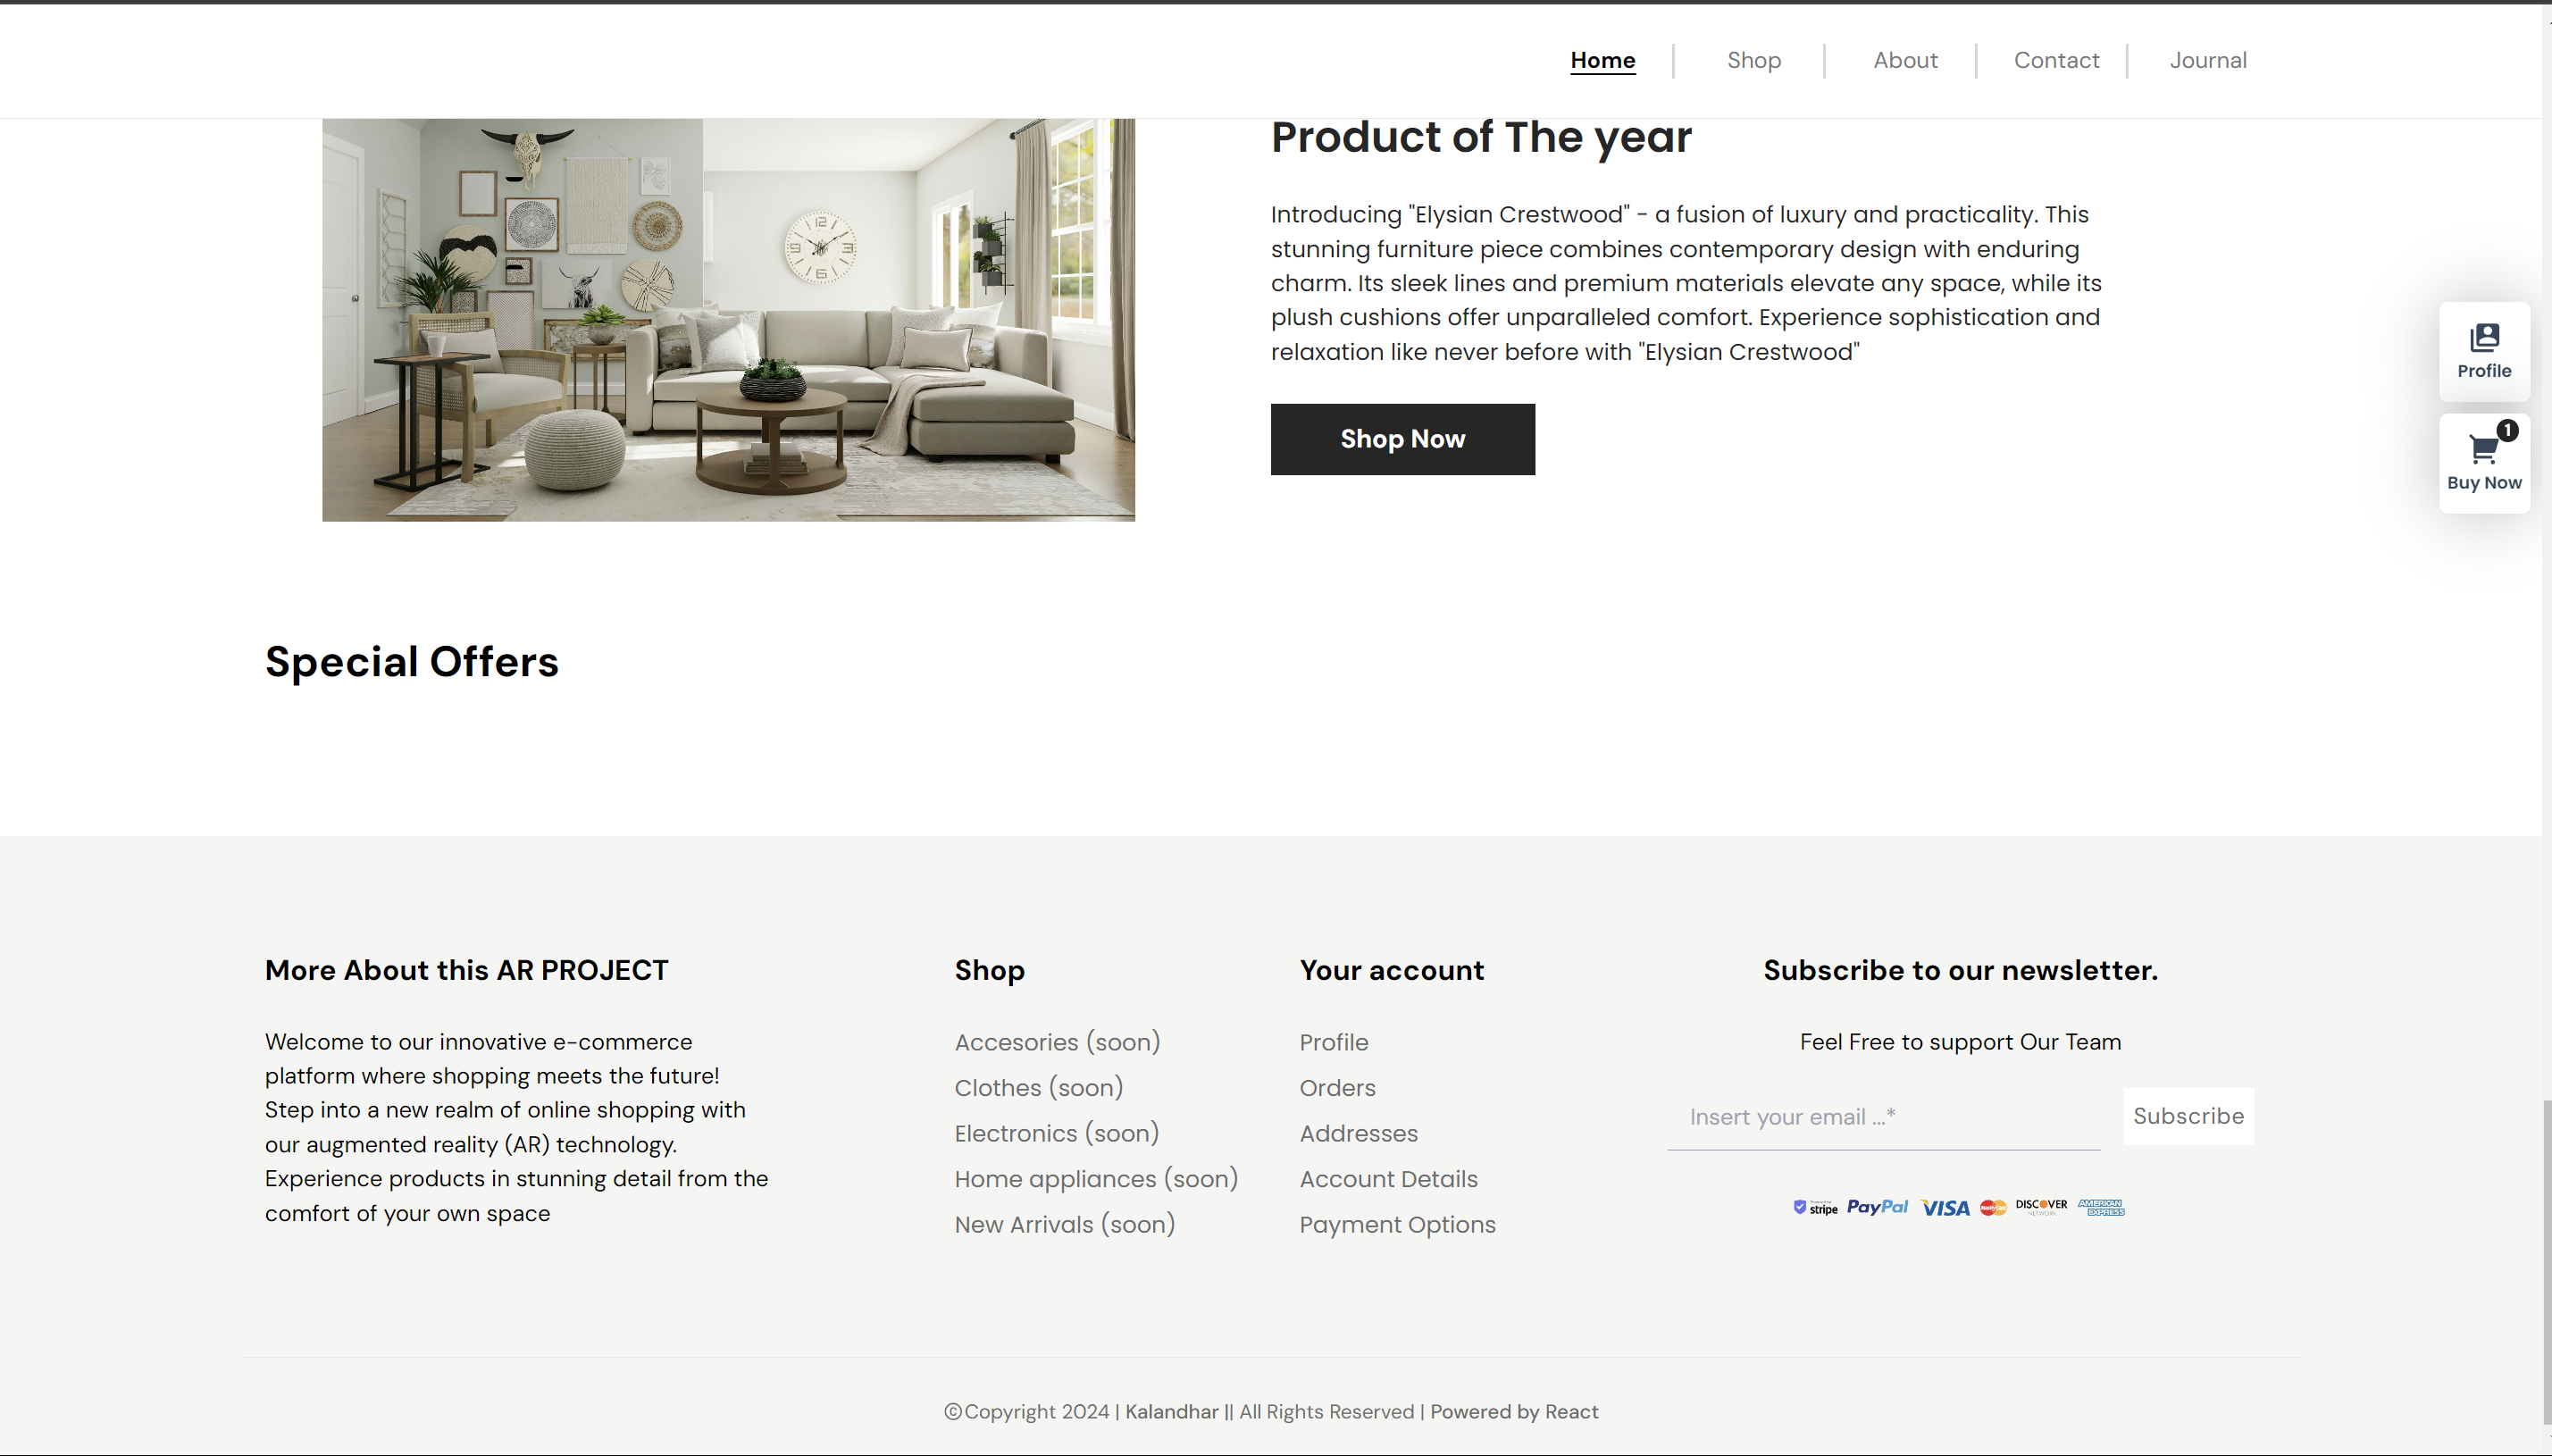 Home
Shop
About
Contact
Journal
Product of The year
Introducing "Elysian Crestwood" - a fusion of luxury and practicality. This
stunning furniture piece combines contemporary design with enduring
charm. Its sleek lines and premium materials elevate any space, while its
plush cushions offer unparalleled comfort. Experience sophistication and
relaxation like never before with "Elysian Crestwood"
Shop Now
Profile
1
Buy Now
12
3
6
9
Special Offers
More About this AR PROJECT
Welcome to our innovative e-commerce
platform where shopping meets the future!
Step into a new realm of online shopping with
our augmented reality (AR) technology.
Experience products in stunning detail from the
comfort of your own space
Shop
Accesories (soon)
Clothes (soon)
Electronics (soon)
Home appliances (soon)
New Arrivals (soon)
Your account
Profile
Orders
Addresses
Account Details
Payment Options
Subscribe to our newsletter.
Feel Free to support Our Team
Insert your email ...*
Subscribe
stripe PayPal VISA MasterCard DISCOVER NETWORK AMERICAN EXPRESS
©Copyright 2024 | Kalandhar || All Rights Reserved | Powered by React